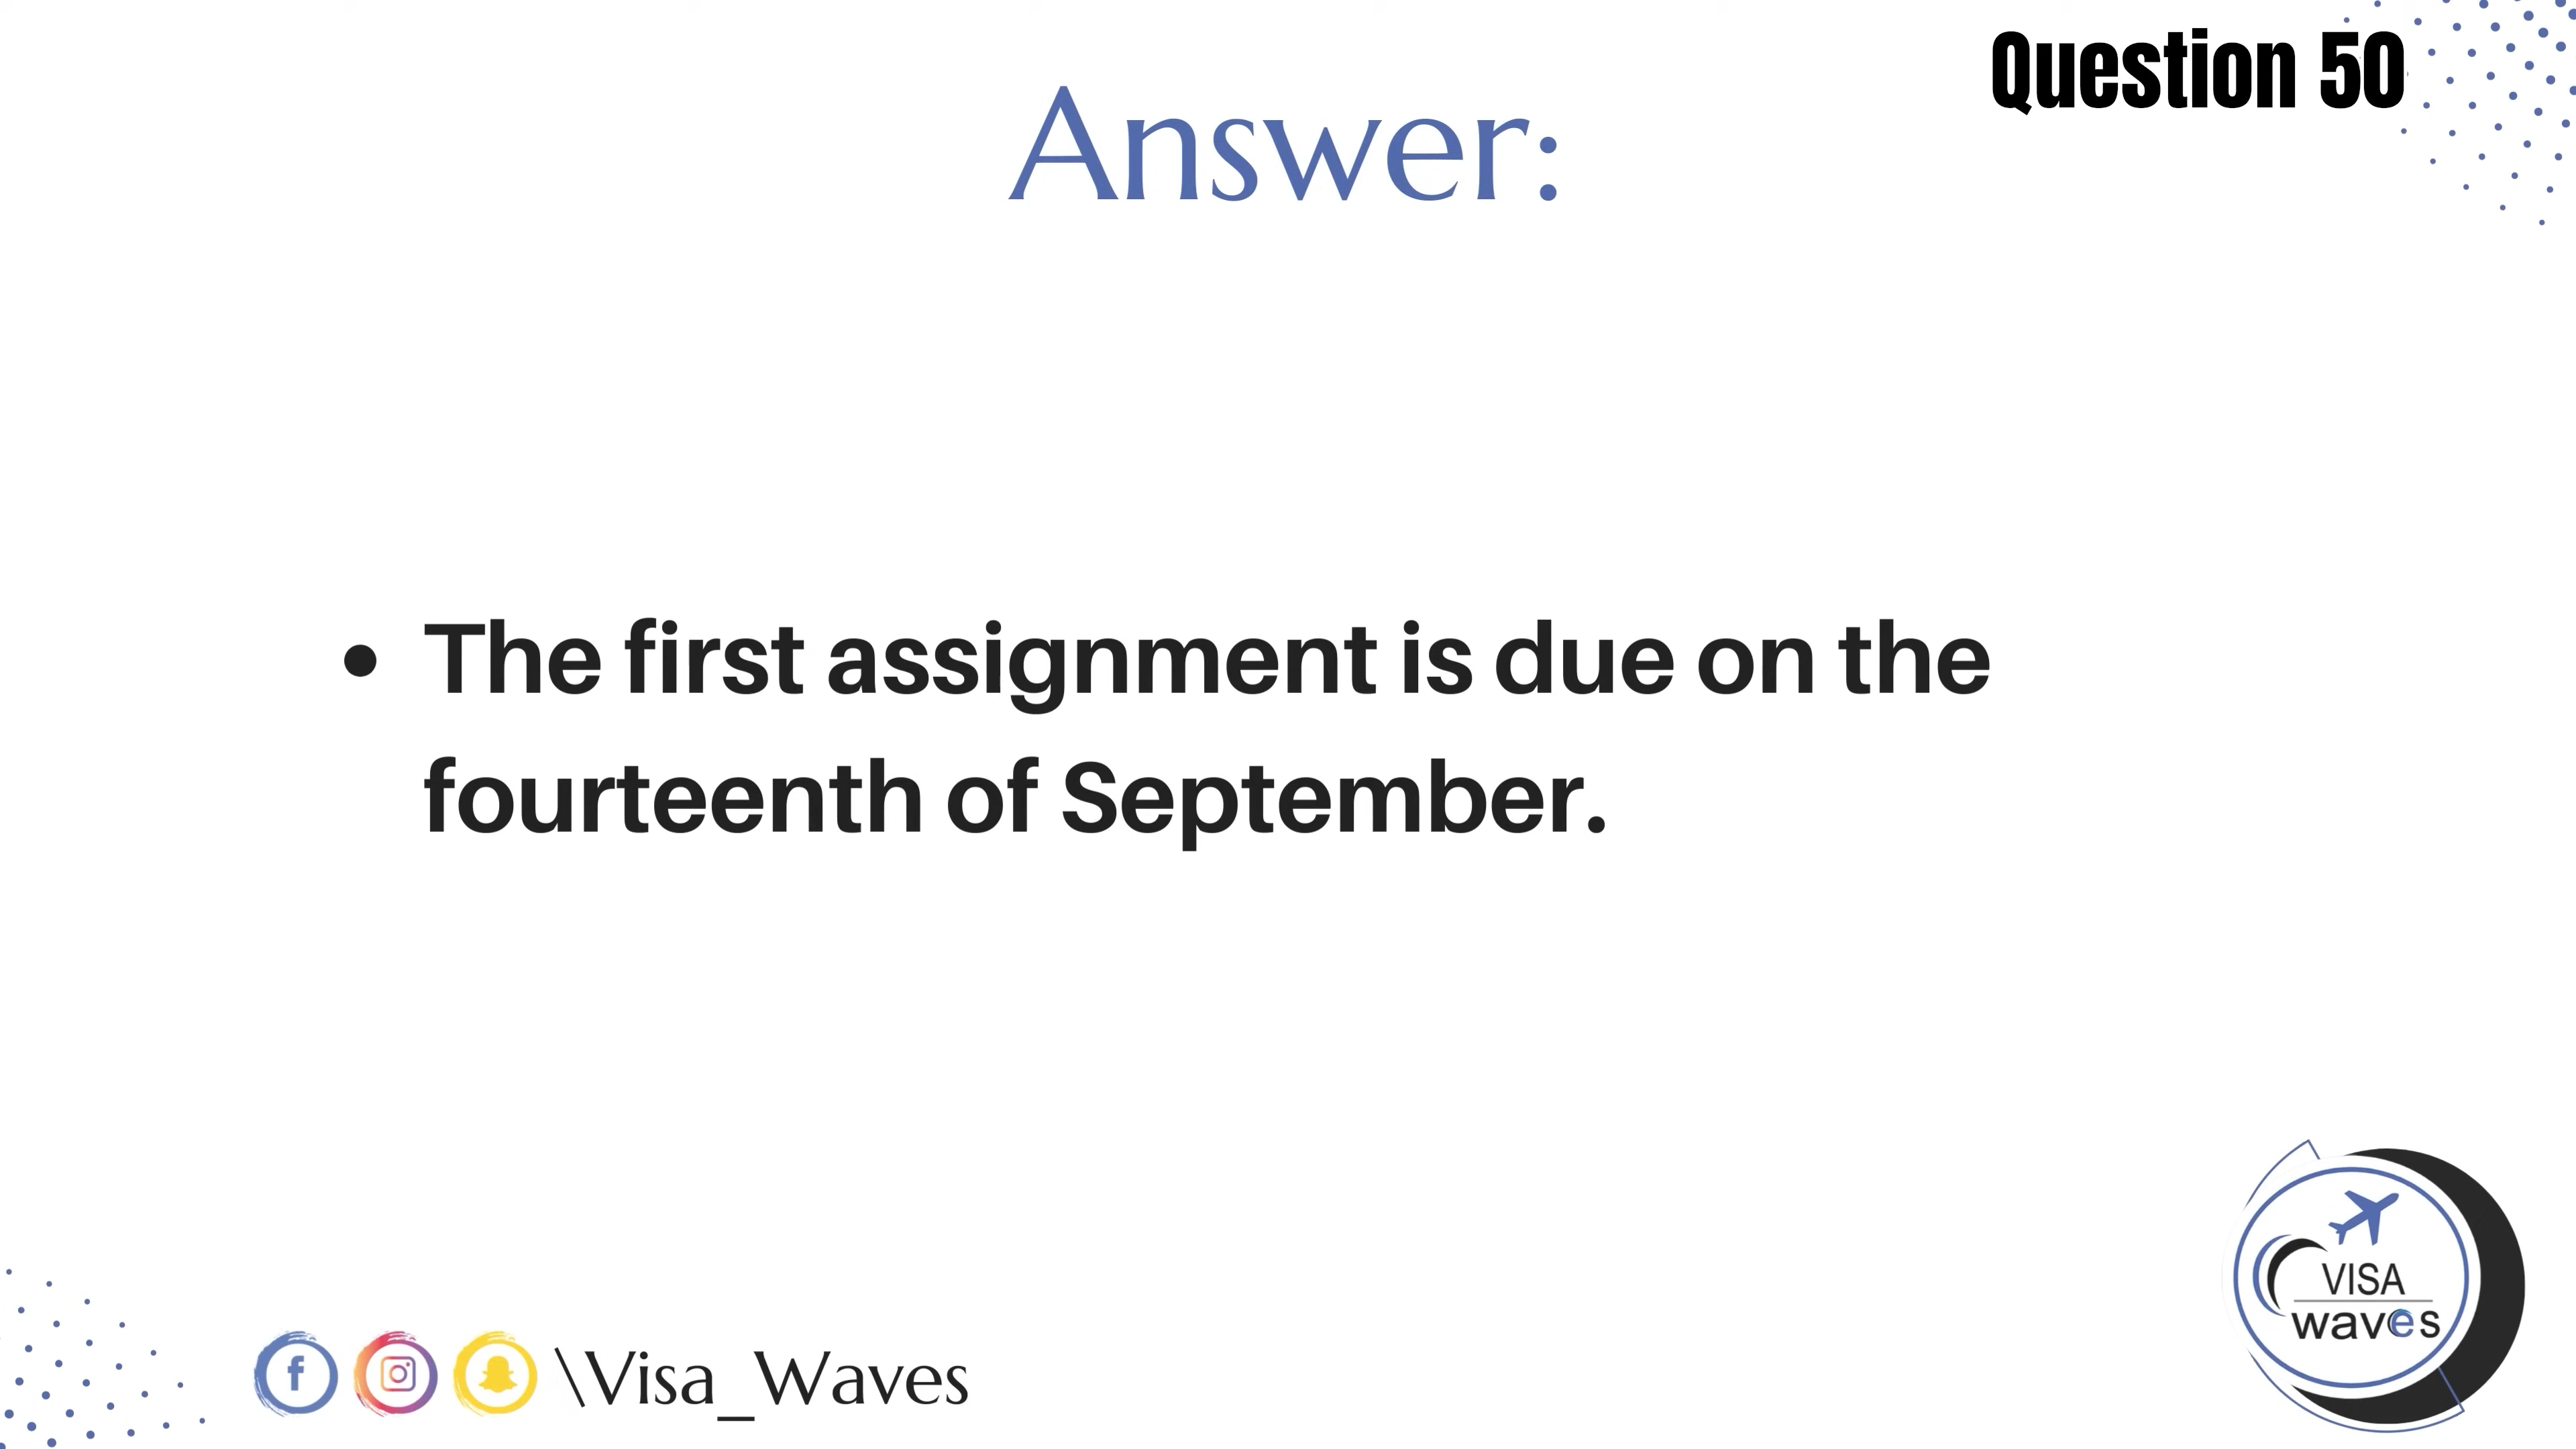 Question 50
Answer:
• The first assignment is due on the
fourteenth of September.
\Visa_Waves
VISA
waves